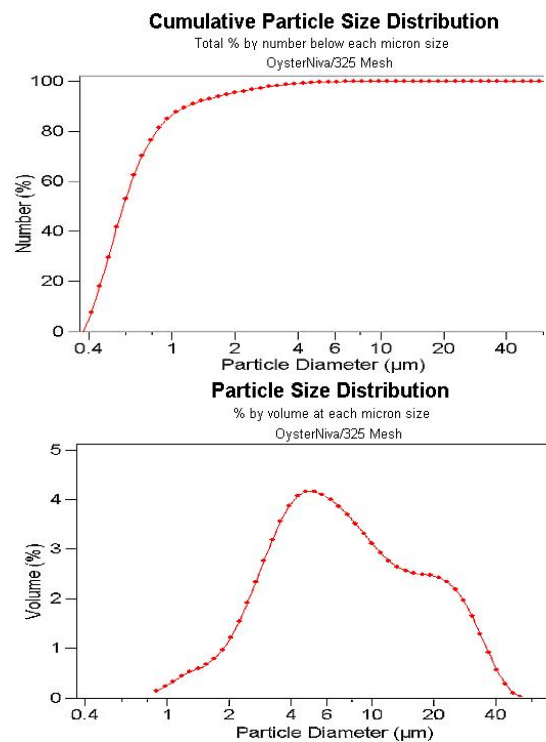 Cumulative Particle Size Distribution
Total % by number below each micron size
OysterNiva/325 Mesh
100
80
60
40
20
0
Number (%)
0.4 1 2 4 6 10 20 40
Particle Diameter (µm)
Particle Size Distribution
% by volume at each micron size
OysterNiva/325 Mesh
5
4
3
2
1
0
Volume (%)
0.4 1 2 4 6 10 20 40
Particle Diameter (µm)